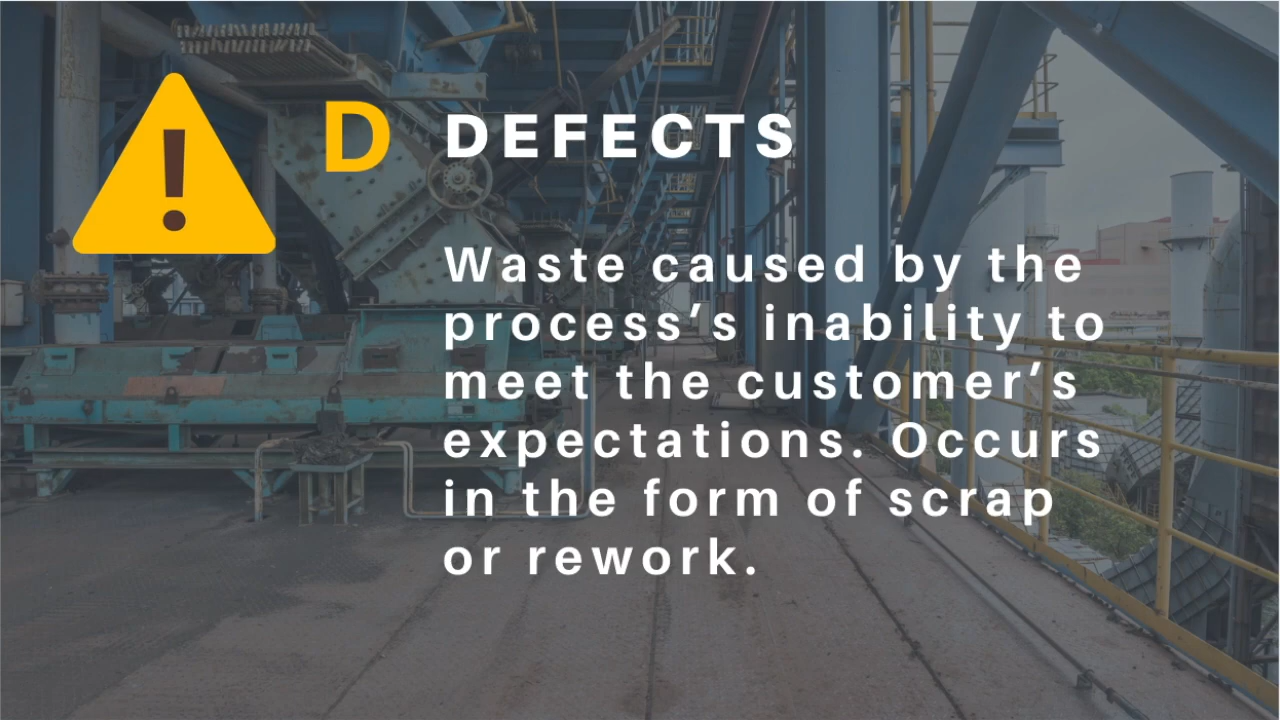 D DEFECTS
Waste caused by the
process’s inability to
meet the customer’s
expectations. Occurs
in the form of scrap
or rework.